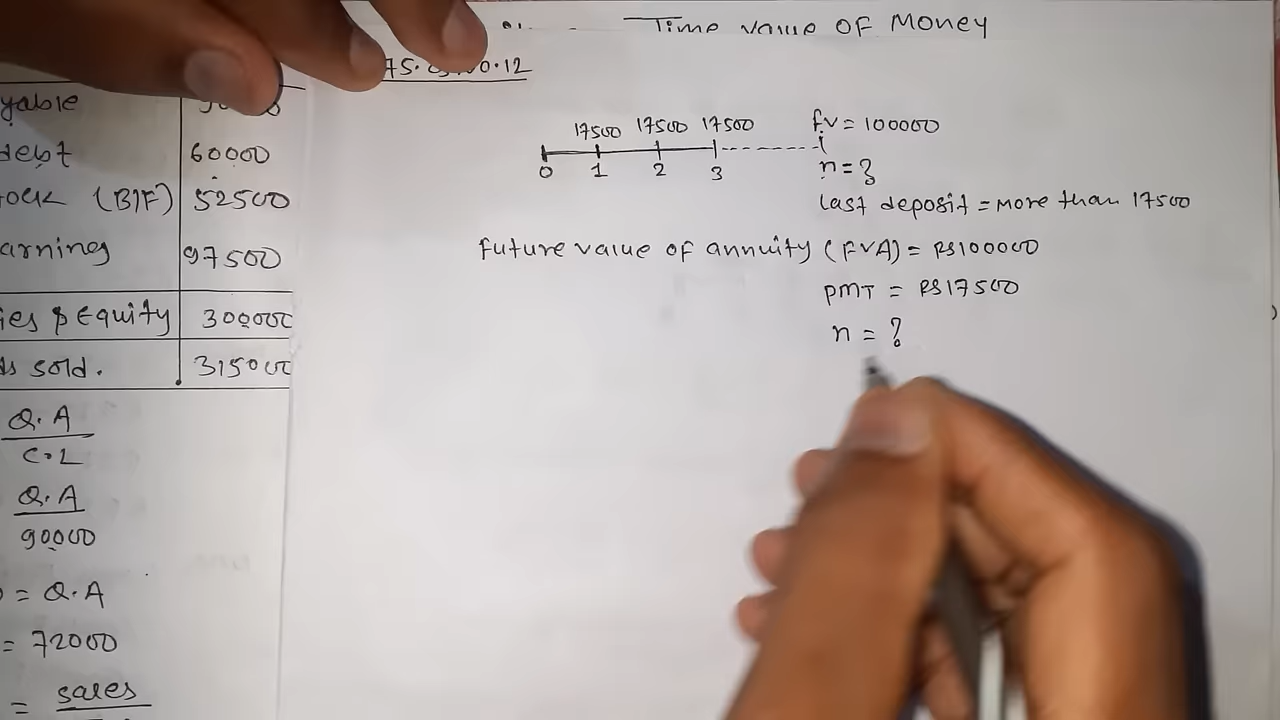 Time value OF Money
yable
debt 60000
ock (B/F) 52500
arnings 97500
ies & Equity 300000
ds sold. 315000
Q.A
C.L
Q.A
90000
= Q.A
= 72000
= sales
17500 17500 17500 fv = 100000
0 1 2 3 n = ?
last deposit = More than 17500
future value of annuity (FVA) = RS100000
PMT = RS17500
n = ?